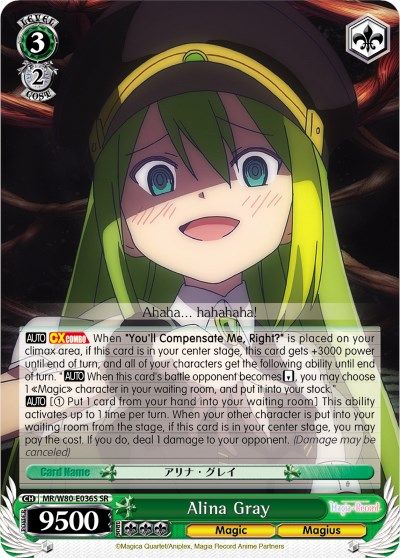 LEVEL
3
2
COST
Ahaha... hahahaha!
AUTO CXCOMBO When "You'll Compensate Me, Right?" is placed on your
climax area, if this card is in your center stage, this card gets +3000 power
until end of turn, and all of your characters get the following ability until end
of turn. "AUTO When this card's battle opponent becomes, you may choose
1 «Magic» character in your waiting room, and put it into your stock."
AUTO [① Put 1 card from your hand into your waiting room] This ability
activates up to 1 time per turn. When your other character is put into your
waiting room from the stage, if this card is in your center stage, you may
pay the cost. If you do, deal 1 damage to your opponent. (Damage may be
canceled)
Card Name
アリナ・グレイ
CH MR/W80-E036S SR
POWER
9500
Alina Gray
Magia Record
SOUL
Magic
Magius
©Magica Quartet/Aniplex, Magia Record Anime Partners